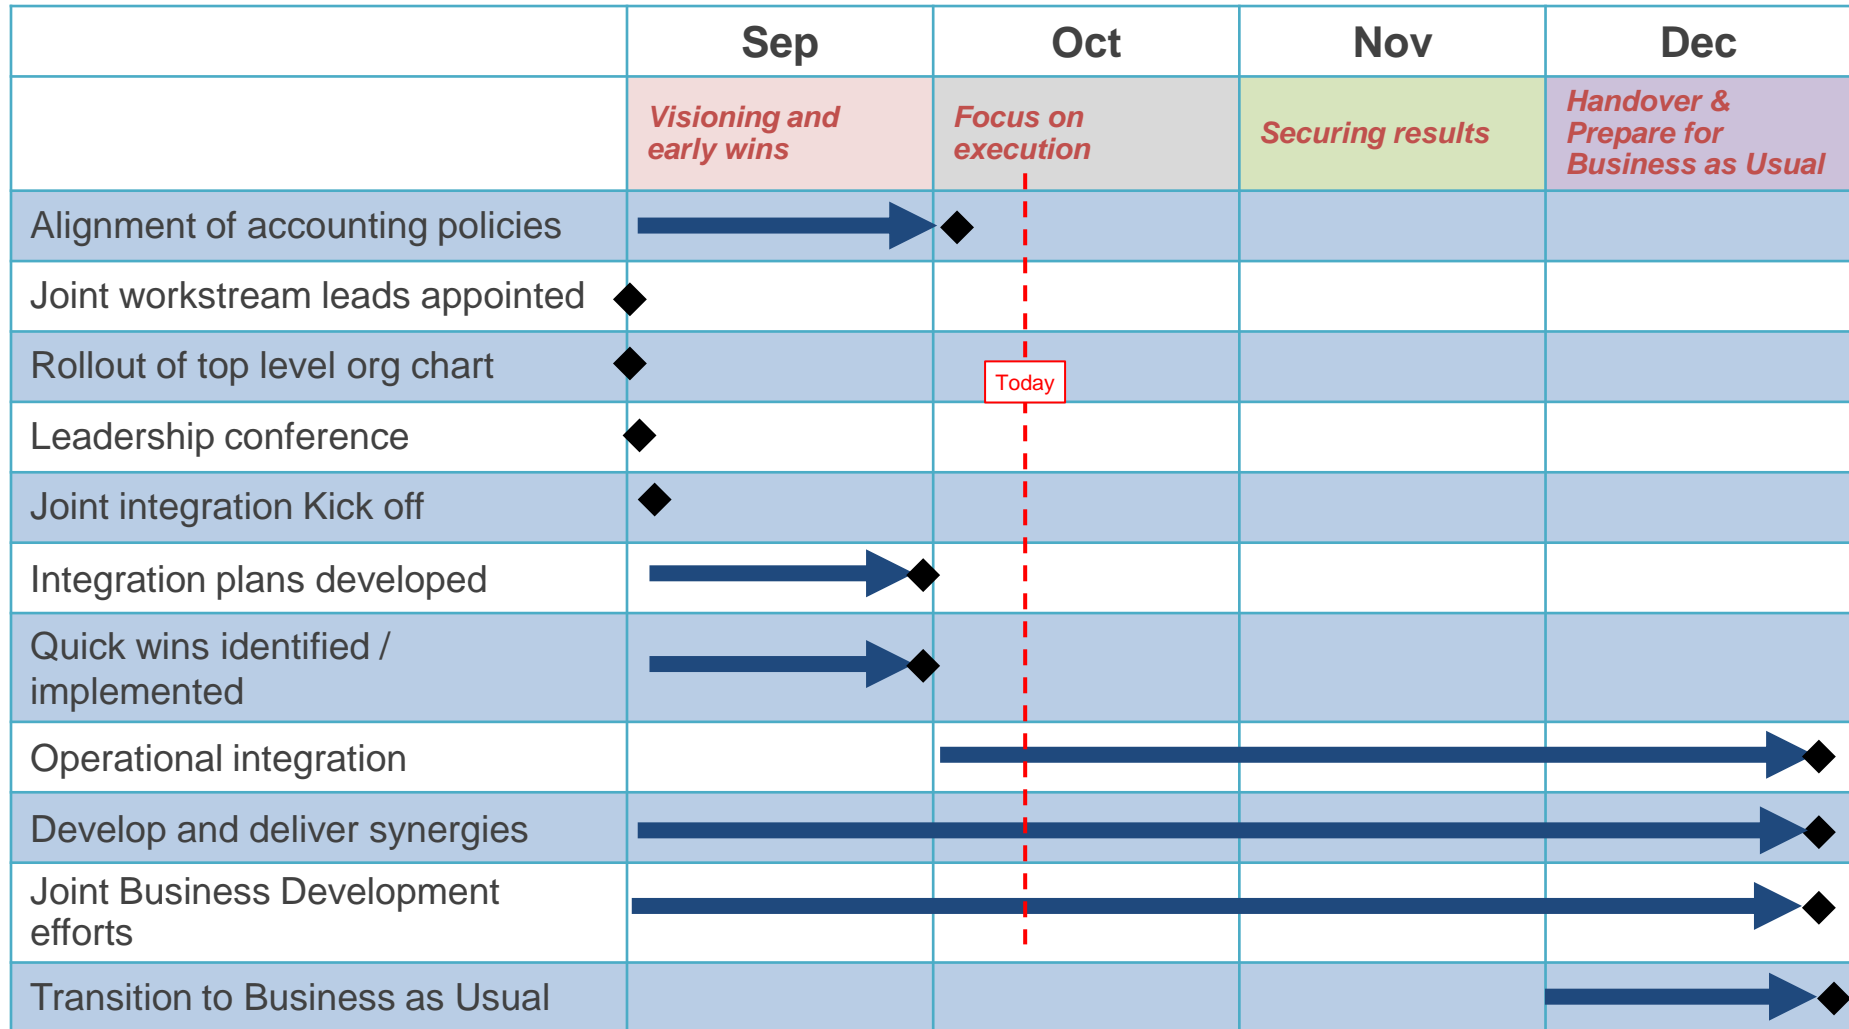 Sep Oct Nov Dec
Visioning and
early wins
Focus on
execution
Securing results
Handover &
Prepare for
Business as Usual
Alignment of accounting policies
Joint workstream leads appointed
Rollout of top level org chart
Today
Leadership conference
Joint integration Kick off
Integration plans developed
Quick wins identified /
implemented
Operational integration
Develop and deliver synergies
Joint Business Development
efforts
Transition to Business as Usual